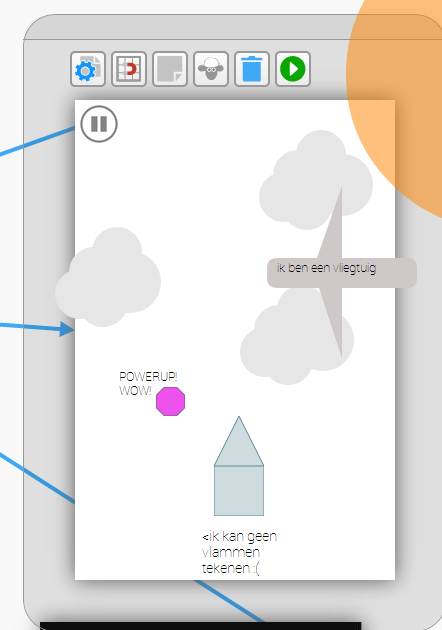 ik ben een vliegtuig
POWERUP!
WOW!
<ik kan geen
vlammen
tekenen :(